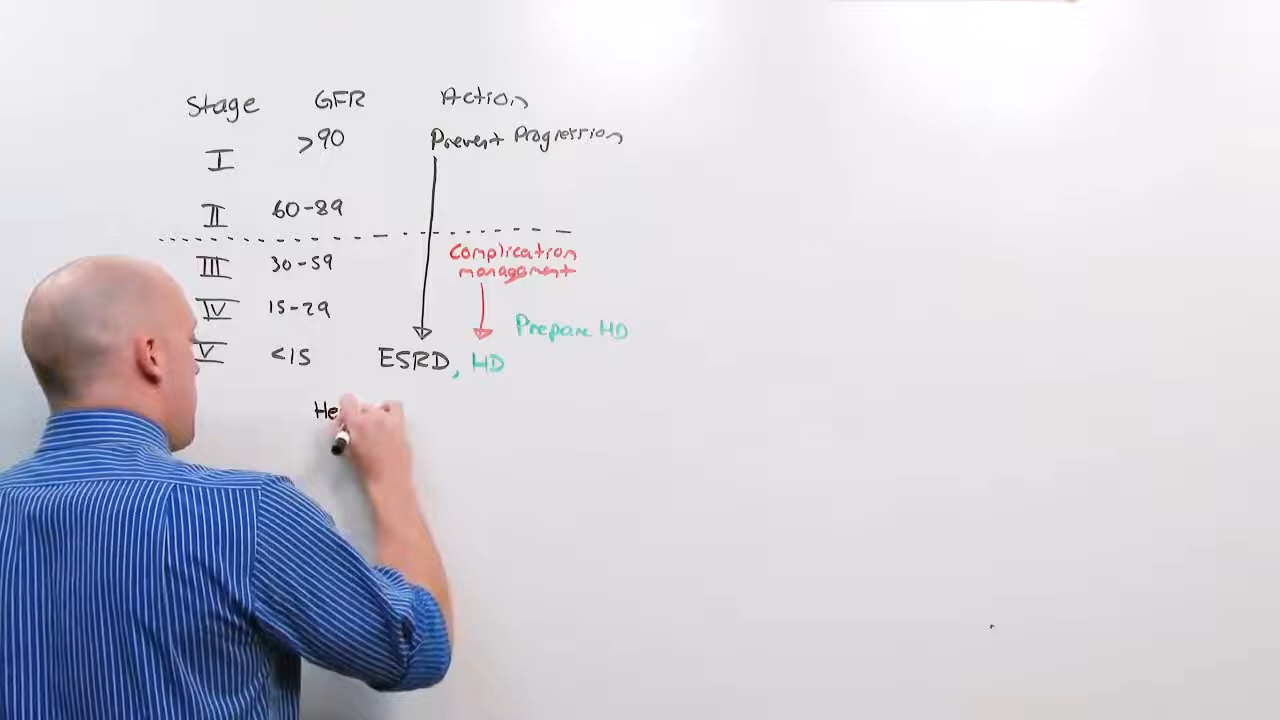 Stage GFR Action
I >90 Prevent Progression
II 60-89
III 30-59 Complication
management
IV 15-29 Prepare HD
V <15 ESRD, HD
He